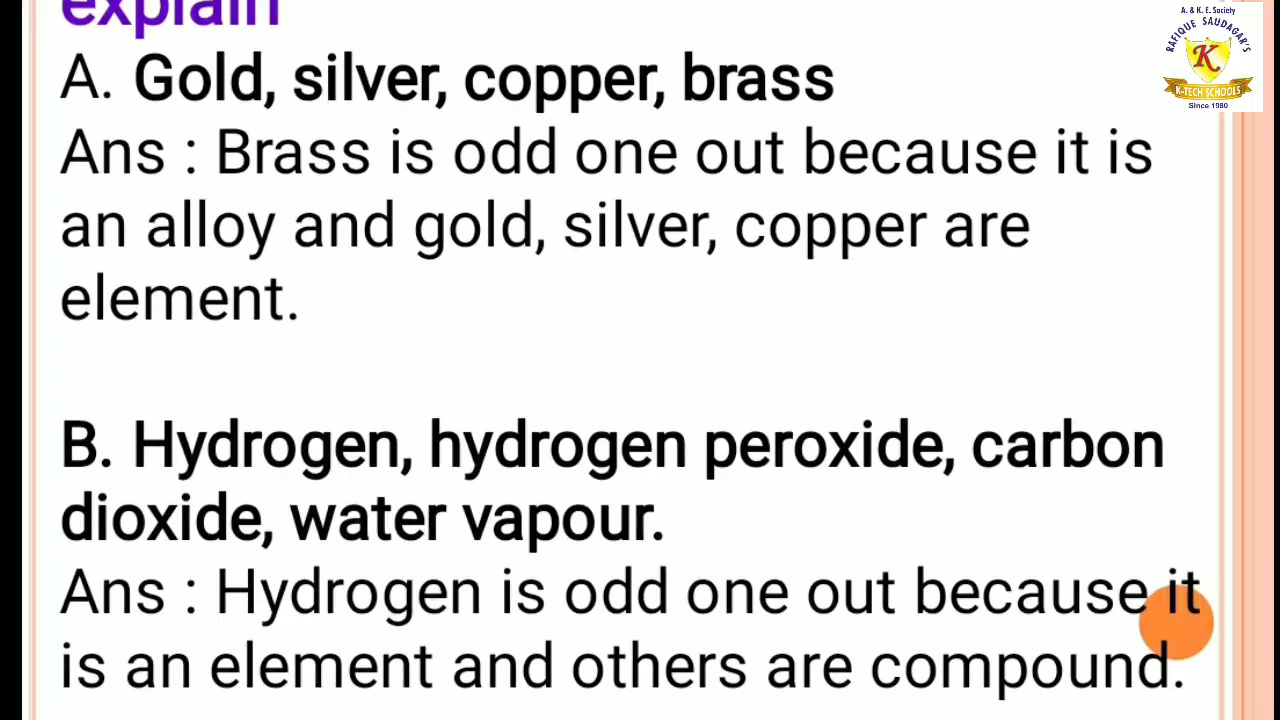 explain
A. & K. E. Society
RAFIQUE SAUDAGAR'S
K
K-TECH SCHOOLS
Since 1980
A. Gold, silver, copper, brass
Ans : Brass is odd one out because it is
an alloy and gold, silver, copper are
element.
B. Hydrogen, hydrogen peroxide, carbon
dioxide, water vapour.
Ans : Hydrogen is odd one out because it
is an element and others are compound.